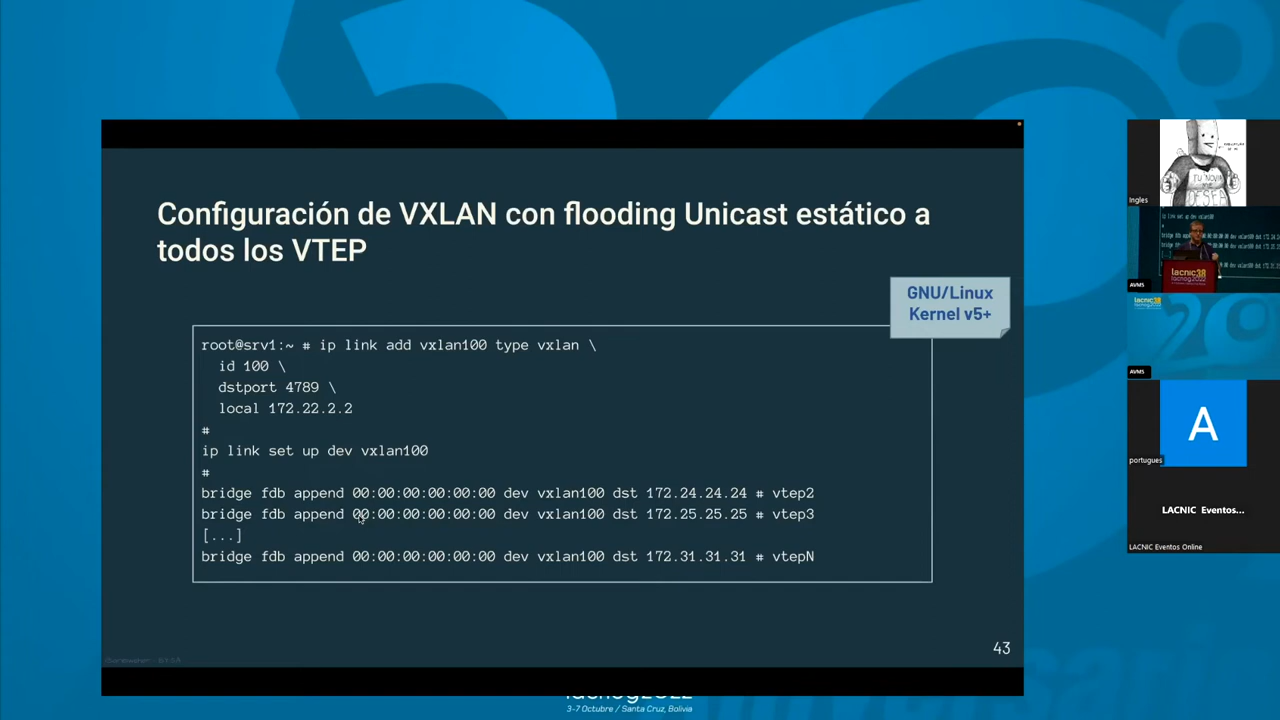 Configuración de VXLAN con flooding Unicast estático a
todos los VTEP
GNU/Linux
Kernel v5+
root@srv1:~ # ip link add vxlan100 type vxlan \
id 100 \
dstport 4789 \
local 172.22.2.2
#
ip link set up dev vxlan100
#
bridge fdb append 00:00:00:00:00:00 dev vxlan100 dst 172.24.24.24 # vtep2
bridge fdb append 00:00:00:00:00:00 dev vxlan100 dst 172.25.25.25 # vtep3
[...]
bridge fdb append 00:00:00:00:00:00 dev vxlan100 dst 172.31.31.31 # vtepN
43
3-7 Octubre / Santa Cruz, Bolivia
Ingles
lacnic38
AVMS
lacnic38
AVMS
A
portugues
LACNIC Eventos...
LACNIC Eventos Online